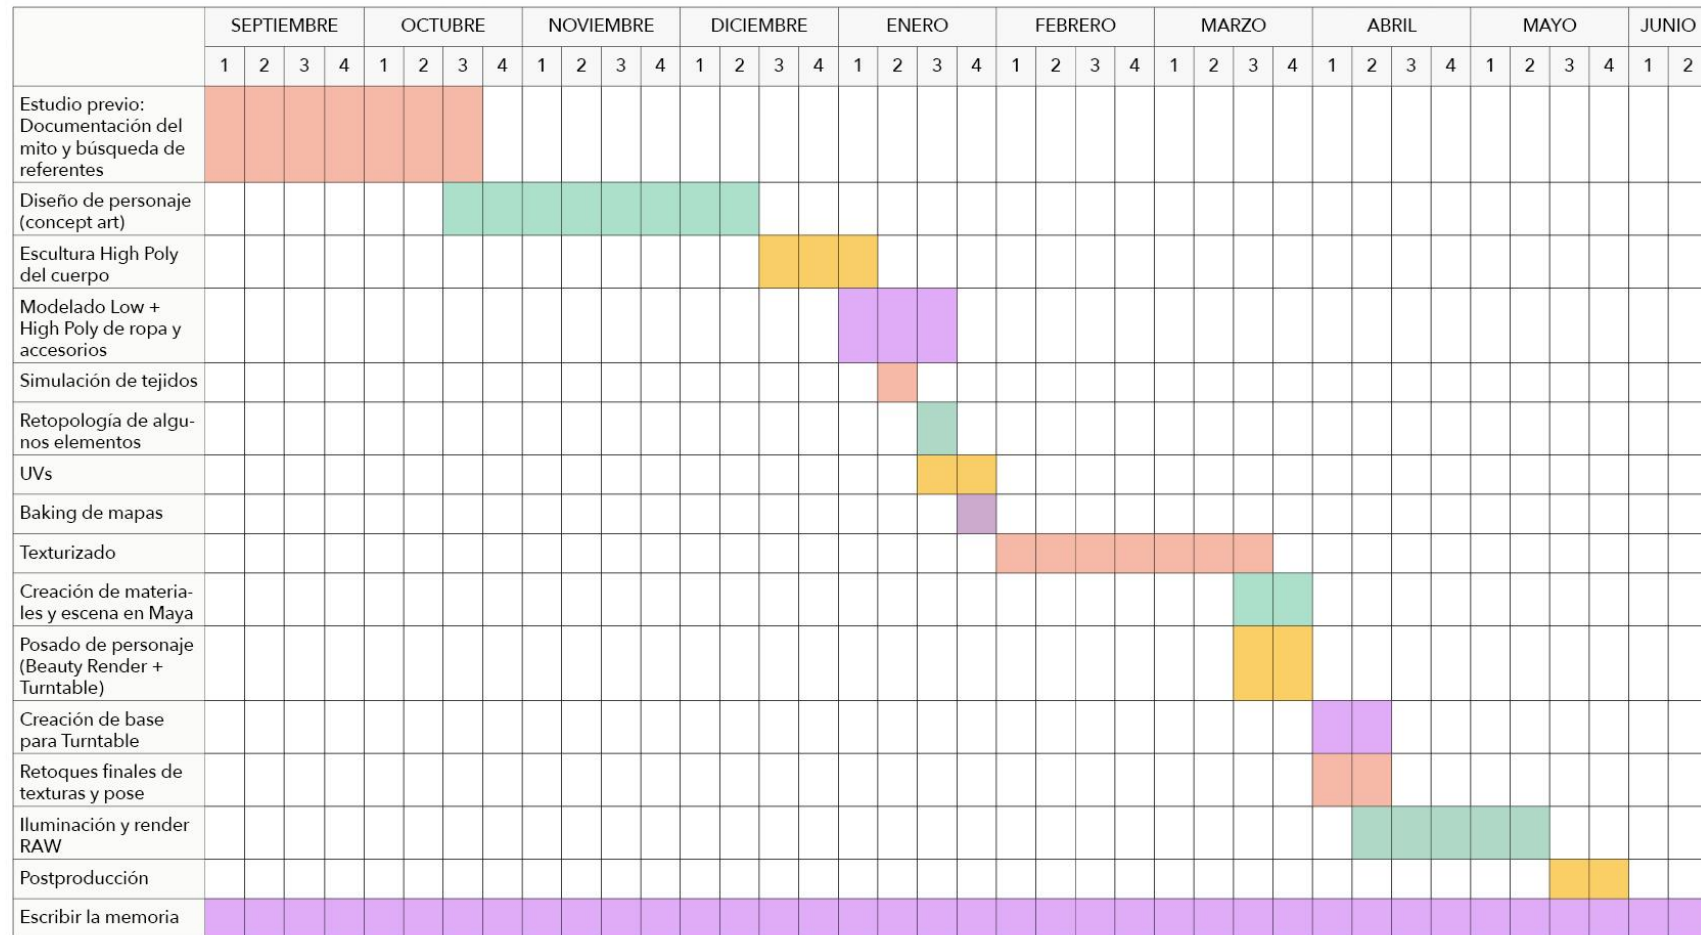 SEPTIEMBRE OCTUBRE NOVIEMBRE DICIEMBRE ENERO FEBRERO MARZO ABRIL MAYO JUNIO
1 2 3 4 1 2 3 4 1 2 3 4 1 2 3 4 1 2 3 4 1 2 3 4 1 2 3 4 1 2 3 4 1 2 3 4 1 2
Estudio previo:
Documentación del
mito y búsqueda de
referentes
Diseño de personaje
(concept art)
Escultura High Poly
del cuerpo
Modelado Low +
High Poly de ropa y
accesorios
Simulación de tejidos
Retopología de algu-
nos elementos
UVs
Baking de mapas
Texturizado
Creación de materia-
les y escena en Maya
Posado de personaje
(Beauty Render +
Turntable)
Creación de base
para Turntable
Retoques finales de
texturas y pose
Iluminación y render
RAW
Postproducción
Escribir la memoria